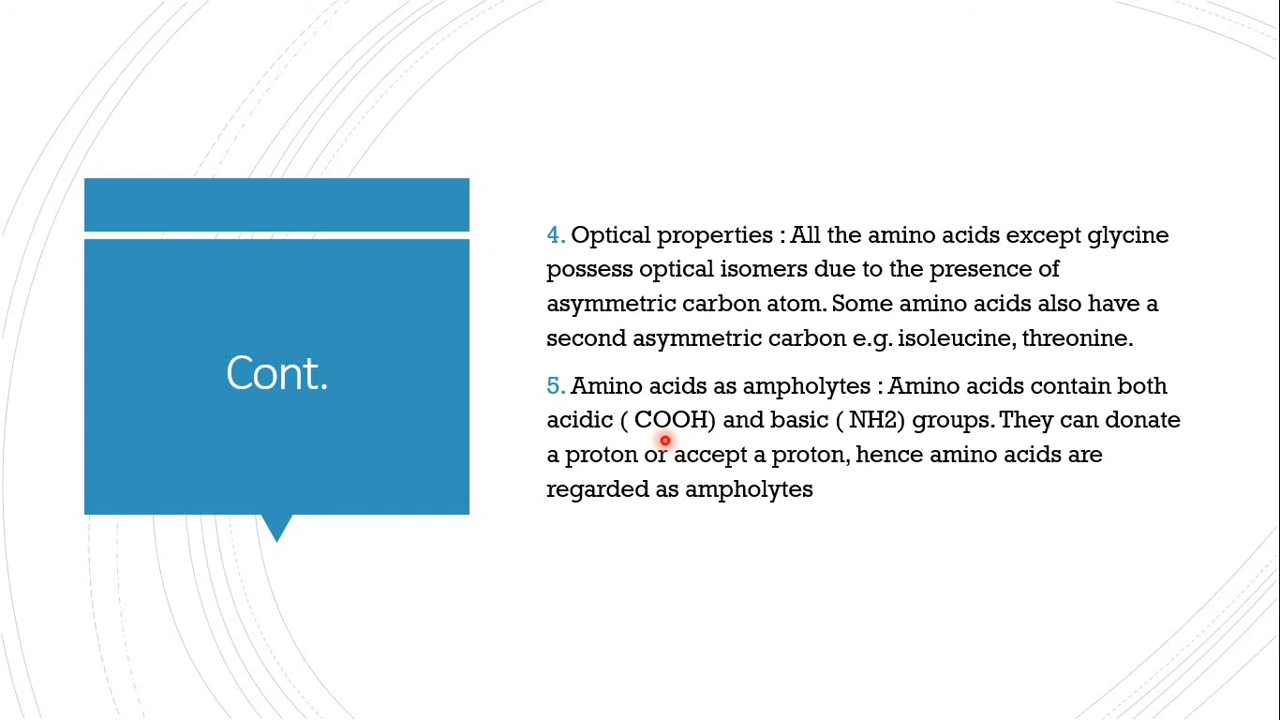 Cont.
4. Optical properties : All the amino acids except glycine
possess optical isomers due to the presence of
asymmetric carbon atom. Some amino acids also have a
second asymmetric carbon e.g. isoleucine, threonine.
5. Amino acids as ampholytes : Amino acids contain both
acidic ( COOH) and basic ( NH2) groups. They can donate
a proton or accept a proton, hence amino acids are
regarded as ampholytes